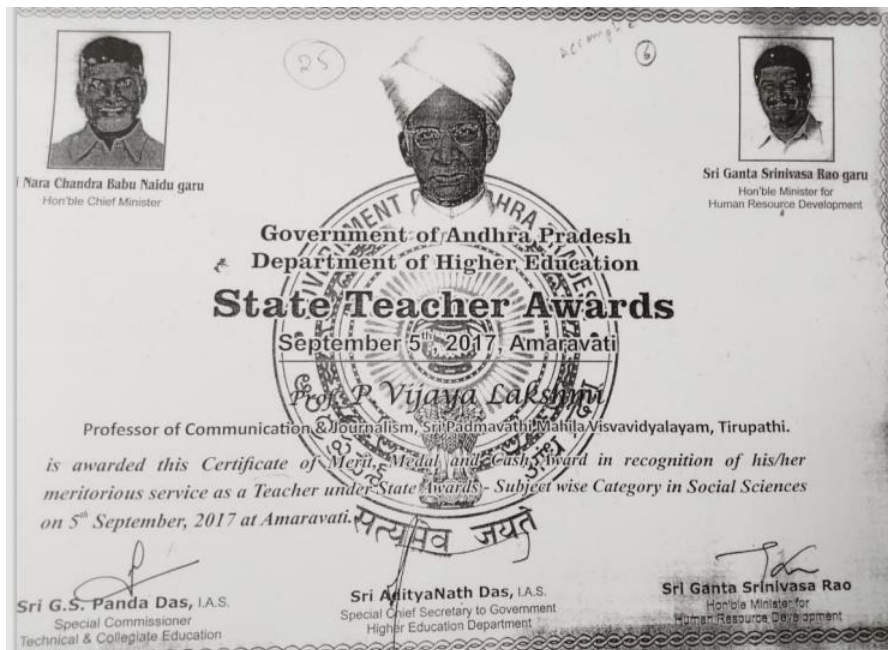 25
6
Nara Chandra Babu Naidu garu
Hon'ble Chief Minister
Sri Ganta Srinivasa Rao garu
Hon'ble Minister for
Human Resource Development
Government of Andhra Pradesh
Department of Higher Education
State Teacher Awards
September 5th, 2017, Amaravati
Prof. P. Vijaya Lakshmi
Professor of Communication & Journalism, Sri Padmavathi Mahila Visvavidyalayam, Tirupathi.
is awarded this Certificate of Merit, Medal and Cash Award in recognition of his/her
meritorious service as a Teacher under State Awards - Subject wise Category in Social Sciences
on 5th September, 2017 at Amaravati.
सत्यमेव जयते
Sri G.S. Panda Das, I.A.S.
Special Commissioner
Technical & Collegiate Education
Sri AdityaNath Das, I.A.S.
Special Chief Secretary to Government
Higher Education Department
Sri Ganta Srinivasa Rao
Hon'ble Minister for
Human Resource Development